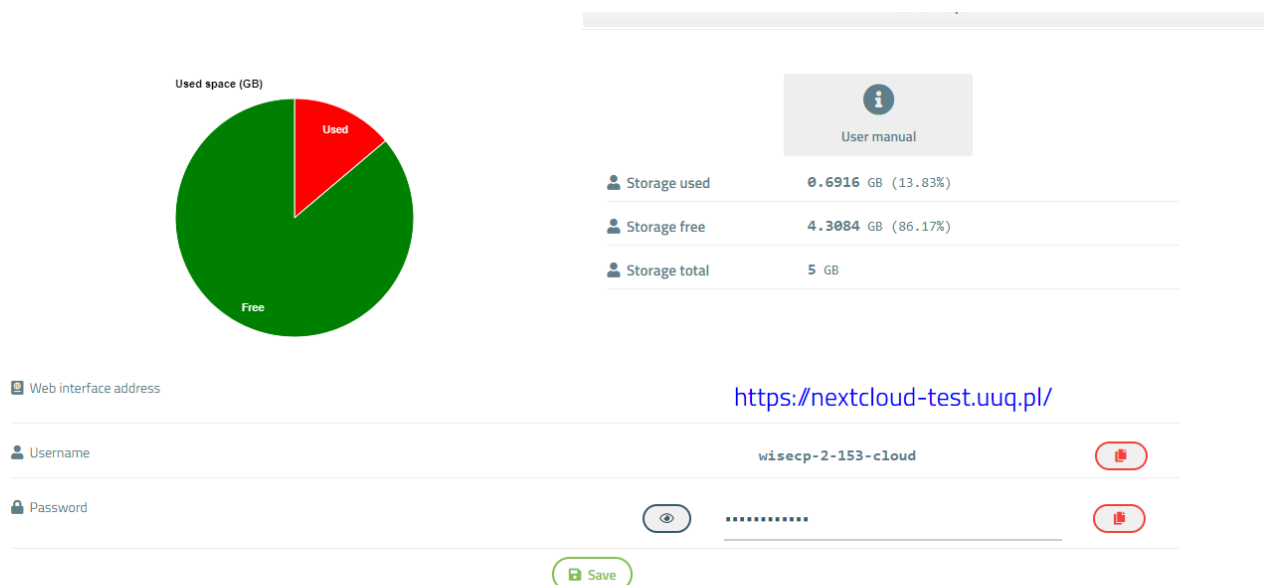 Used space (GB)
Used
Free
User manual
Storage used 0.6916 GB (13.83%)
Storage free 4.3084 GB (86.17%)
Storage total 5 GB
Web interface address https://nextcloud-test.uuq.pl/
Username wisecp-2-153-cloud
Password ••••••••••••
Save